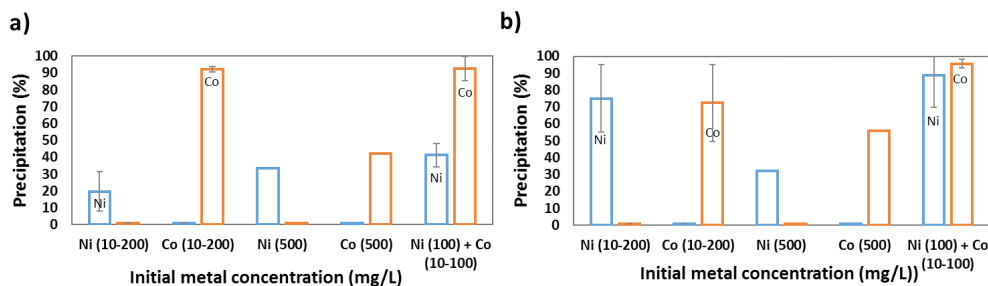 a)
Precipitation (%)
100
90
80
70
60
50
40
30
20
10
0
Ni
Co
Ni
Co
Ni (10-200)
Co (10-200)
Ni (500)
Co (500)
Ni (100) + Co
(10-100)
Initial metal concentration (mg/L)
b)
Precipitation (%)
100
90
80
70
60
50
40
30
20
10
0
Ni
Co
Ni
Co
Ni (10-200)
Co (10-200)
Ni (500)
Co (500)
Ni (100) + Co
(10-100)
Initial metal concentration (mg/L))